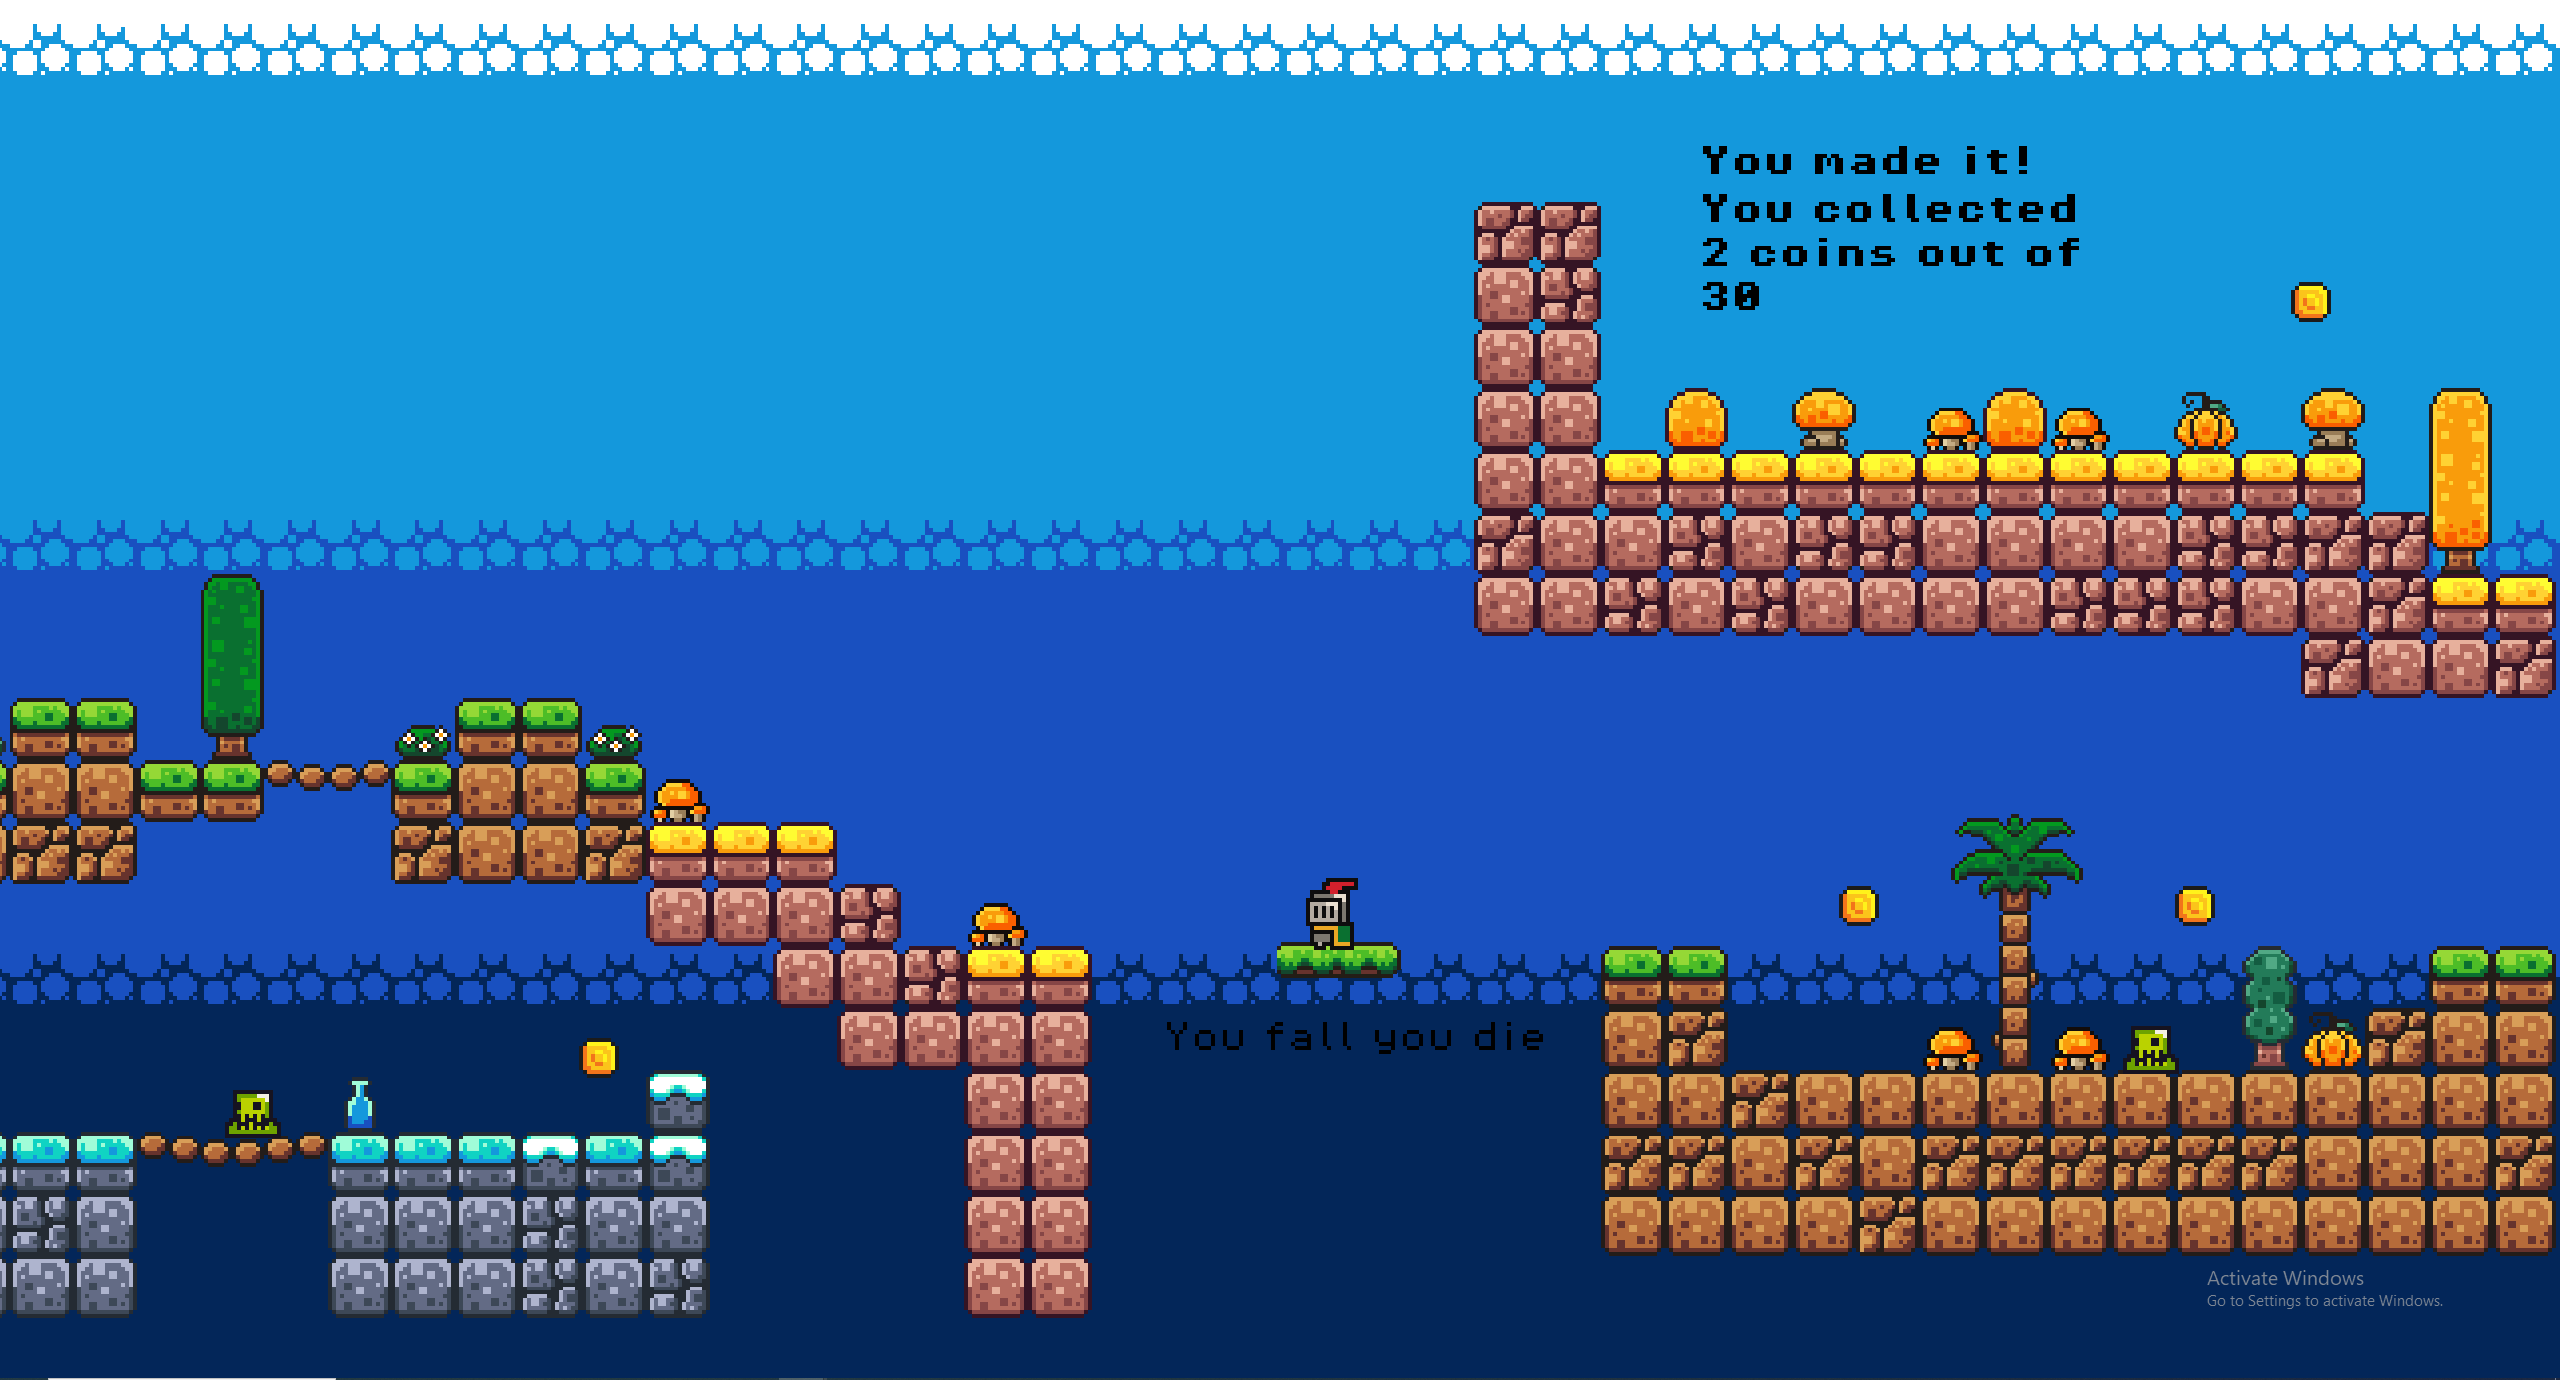 You made it!
You collected
2 coins out of
30
You fall you die
Activate Windows
Go to Settings to activate Windows.